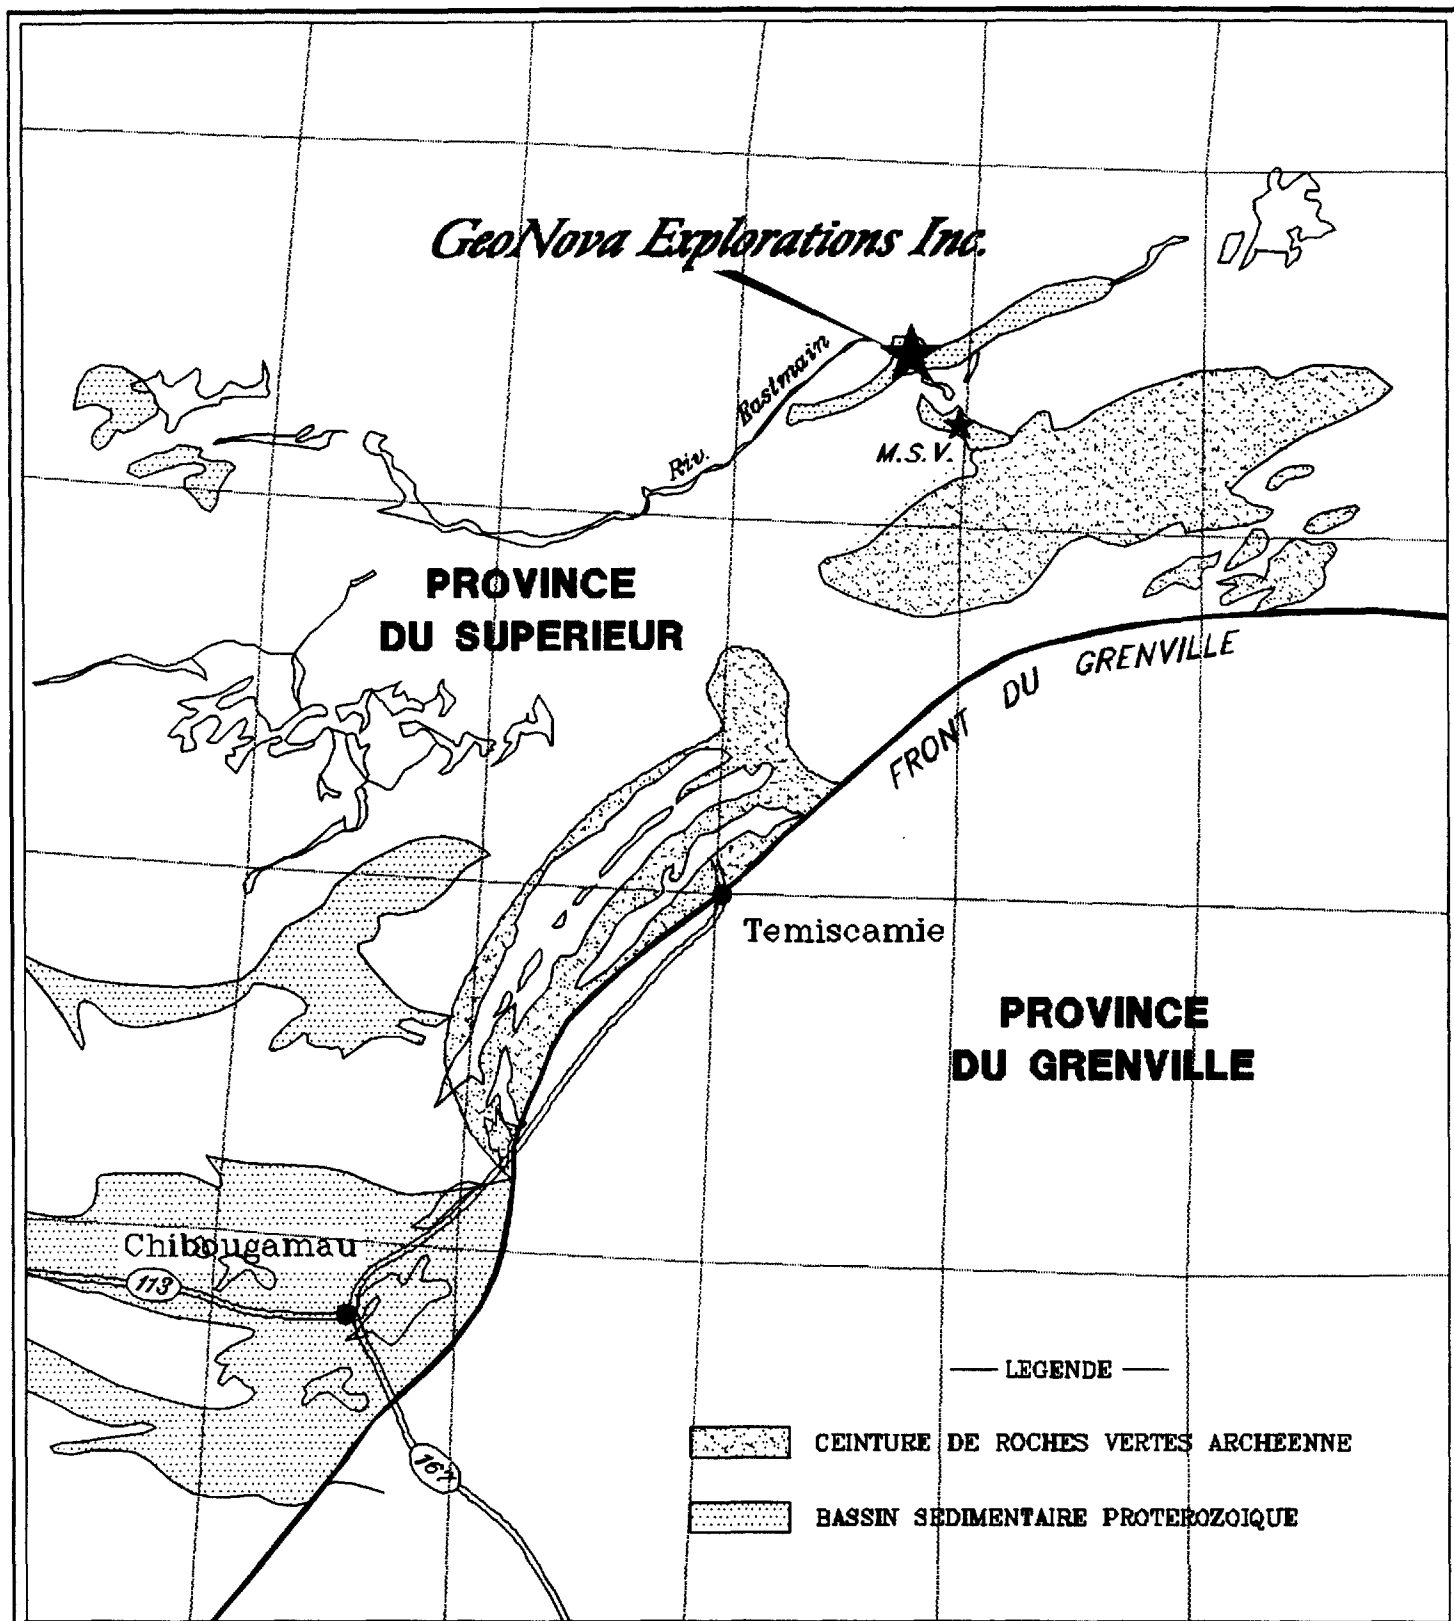 GeoNova Explorations Inc.
Eastmain
Riv.
M.S.V.
PROVINCE
DU SUPERIEUR
FRONT DU GRENVILLE
Temiscamie
PROVINCE
DU GRENVILLE
Chibougamau
113
LEGENDE
CEINTURE DE ROCHES VERTES ARCHEENNE
167
BASSIN SEDIMENTAIRE PROTEROZOIQUE